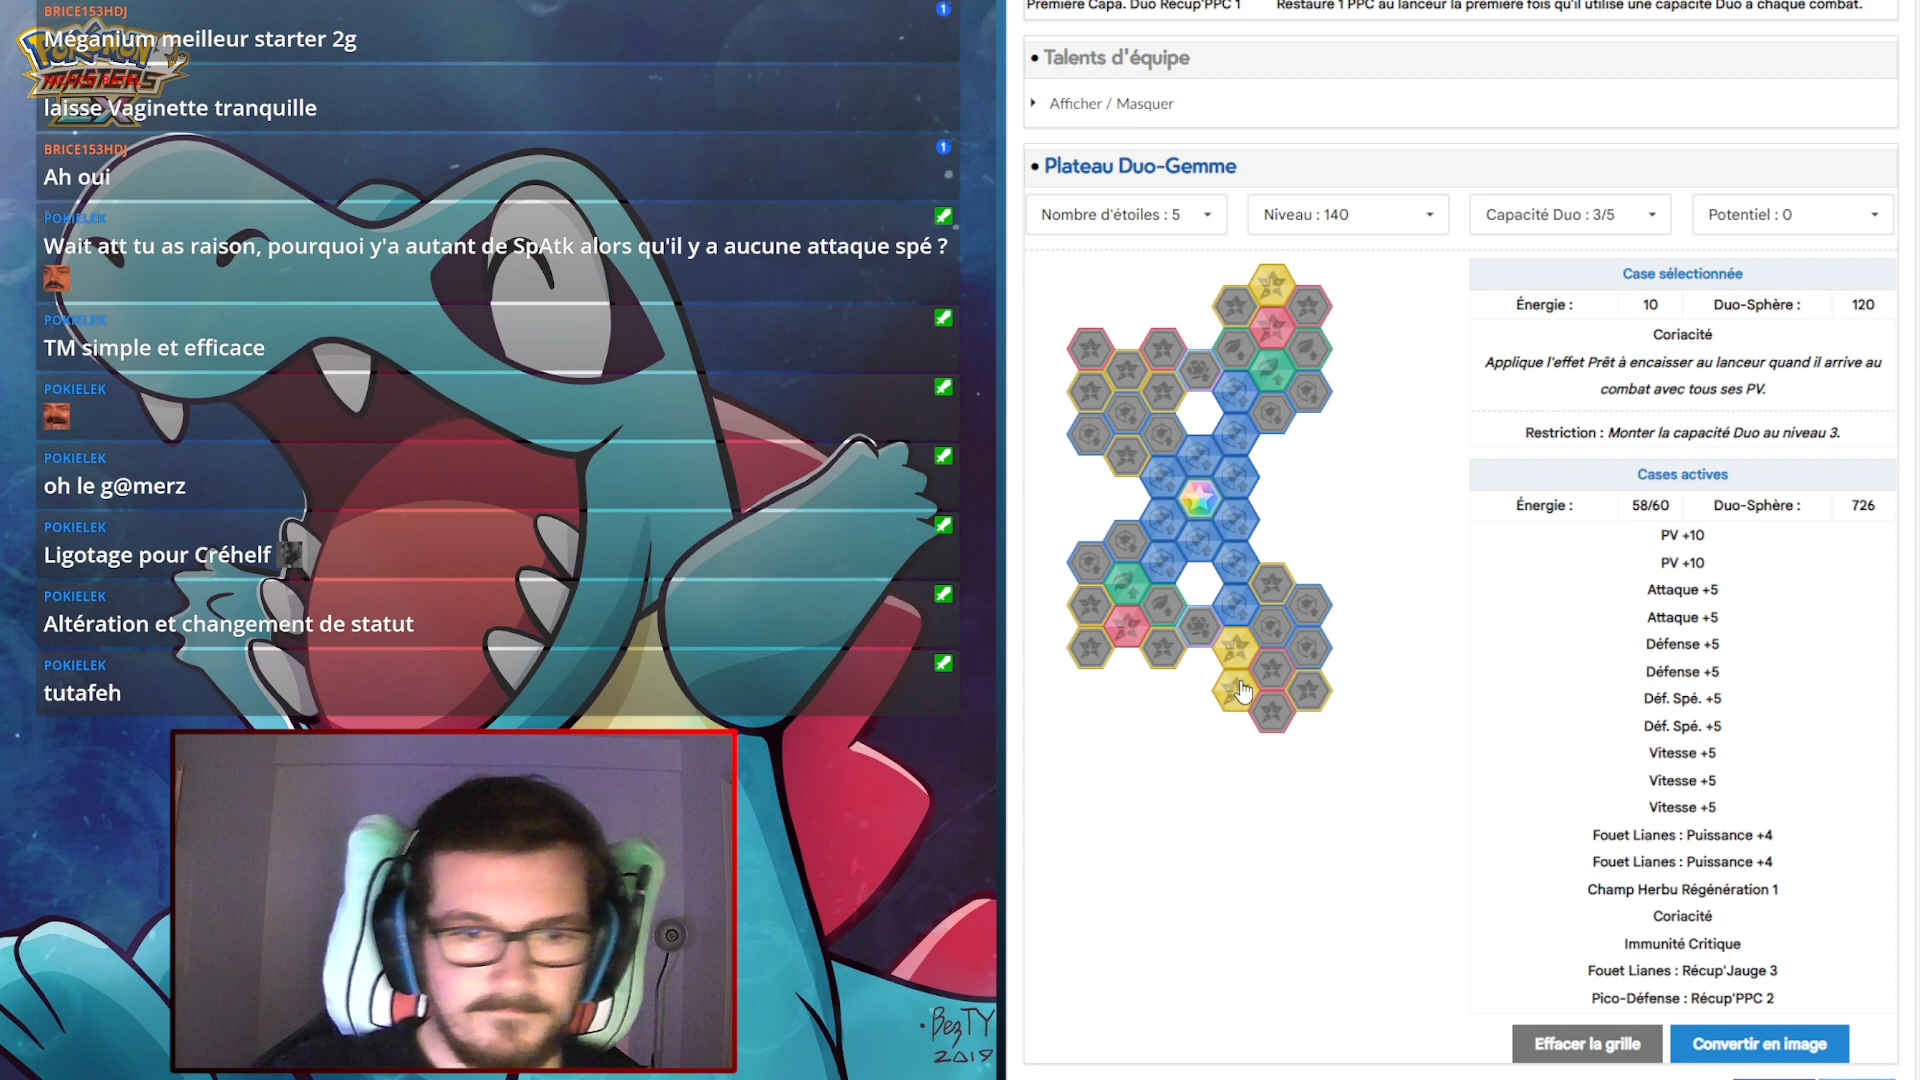 BRICE153HDJ
Méganium meilleur starter 2g
POKÉMON
MASTERS
EX
laisse Vaginette tranquille
BRICE153HDJ
Ah oui
POKIELEK
Wait att tu as raison, pourquoi y'a autant de SpAtk alors qu'il y a aucune attaque spé ?
POKIELEK
TM simple et efficace
POKIELEK
POKIELEK
oh le g@merz
POKIELEK
Ligotage pour Créhelf
POKIELEK
Altération et changement de statut
POKIELEK
tutafeh
BezTY
2019
Première Capa. Duo Récup'PPC 1
Restaure 1 PPC au lanceur la première fois qu'il utilise une capacité Duo à chaque combat.
• Talents d'équipe
Afficher / Masquer
• Plateau Duo-Gemme
Nombre d'étoiles : 5
Niveau : 140
Capacité Duo : 3/5
Potentiel : 0
Case sélectionnée
Énergie : 10 Duo-Sphère : 120
Coriacité
Applique l'effet Prêt à encaisser au lanceur quand il arrive au
combat avec tous ses PV.
Restriction : Monter la capacité Duo au niveau 3.
Cases actives
Énergie : 58/60 Duo-Sphère : 726
PV +10
PV +10
Attaque +5
Attaque +5
Défense +5
Défense +5
Déf. Spé. +5
Déf. Spé. +5
Vitesse +5
Vitesse +5
Vitesse +5
Fouet Lianes : Puissance +4
Fouet Lianes : Puissance +4
Champ Herbu Régénération 1
Coriacité
Immunité Critique
Fouet Lianes : Récup'Jauge 3
Pico-Défense : Récup'PPC 2
Effacer la grille
Convertir en image